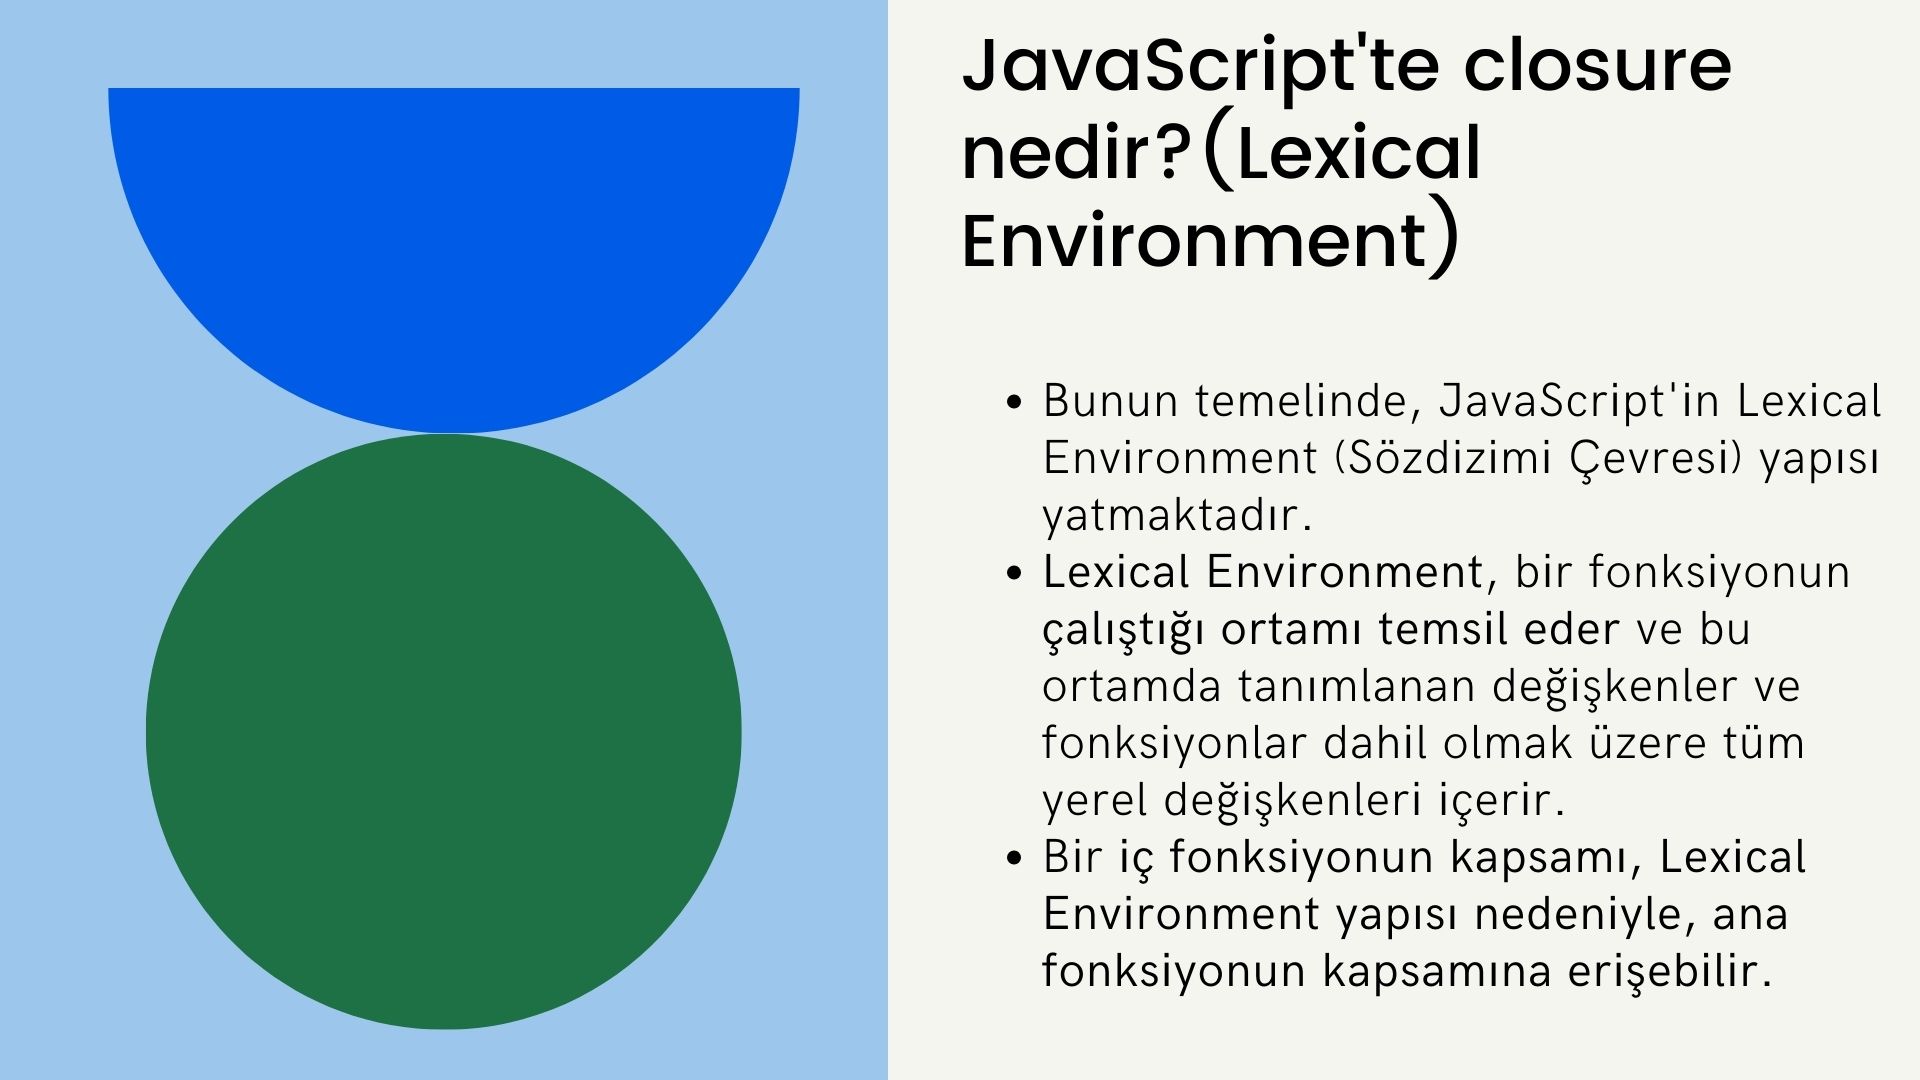 JavaScript'te closure
nedir?(Lexical
Environment)
• Bunun temelinde, JavaScript'in Lexical
Environment (Sözdizimi Çevresi) yapısı
yatmaktadır.
• Lexical Environment, bir fonksiyonun
çalıştığı ortamı temsil eder ve bu
ortamda tanımlanan değişkenler ve
fonksiyonlar dahil olmak üzere tüm
yerel değişkenleri içerir.
• Bir iç fonksiyonun kapsamı, Lexical
Environment yapısı nedeniyle, ana
fonksiyonun kapsamına erişebilir.